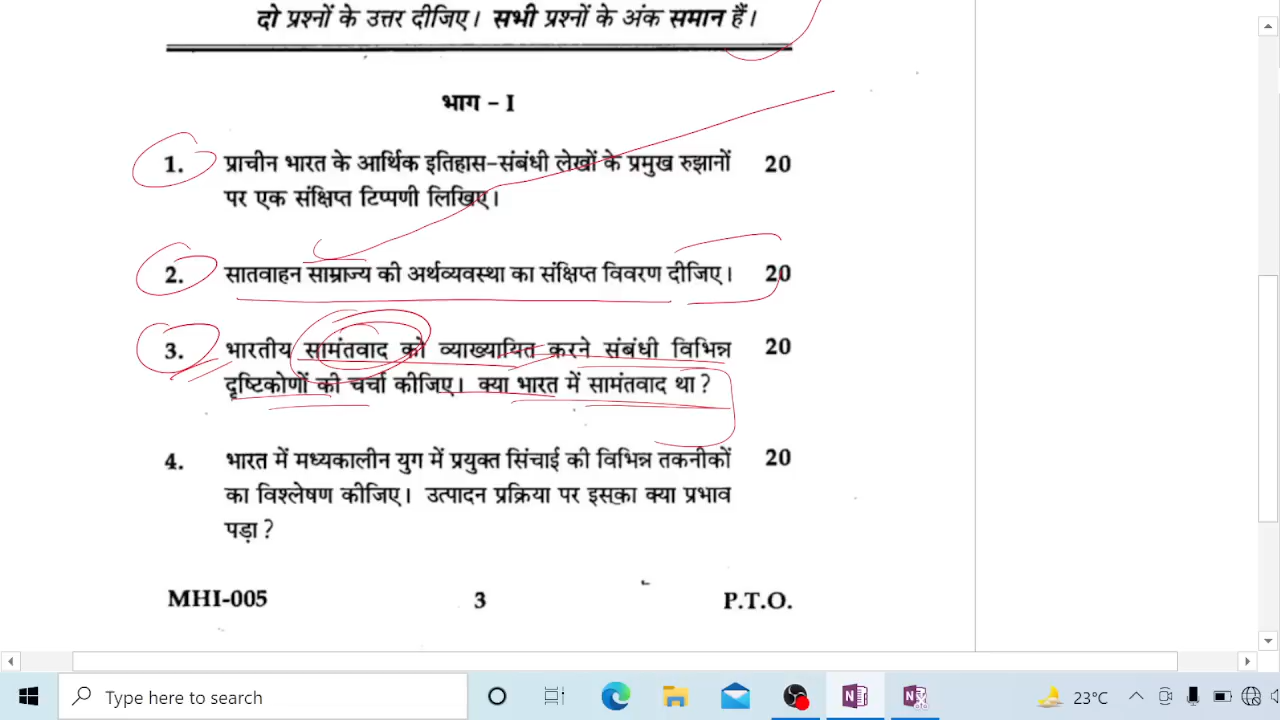 दो प्रश्नों के उत्तर दीजिए। सभी प्रश्नों के अंक समान हैं।
भाग – I
1. प्राचीन भारत के आर्थिक इतिहास-संबंधी लेखों के प्रमुख रुझानों 20
पर एक संक्षिप्त टिप्पणी लिखिए।
2. सातवाहन साम्राज्य की अर्थव्यवस्था का संक्षिप्त विवरण दीजिए। 20
3. भारतीय सामंतवाद को व्याख्यायित करने संबंधी विभिन्न 20
दृष्टिकोणों की चर्चा कीजिए। क्या भारत में सामंतवाद था?
4. भारत में मध्यकालीन युग में प्रयुक्त सिंचाई की विभिन्न तकनीकों 20
का विश्लेषण कीजिए। उत्पादन प्रक्रिया पर इसका क्या प्रभाव
पड़ा?
MHI-005 3 P.T.O.
Type here to search 23°